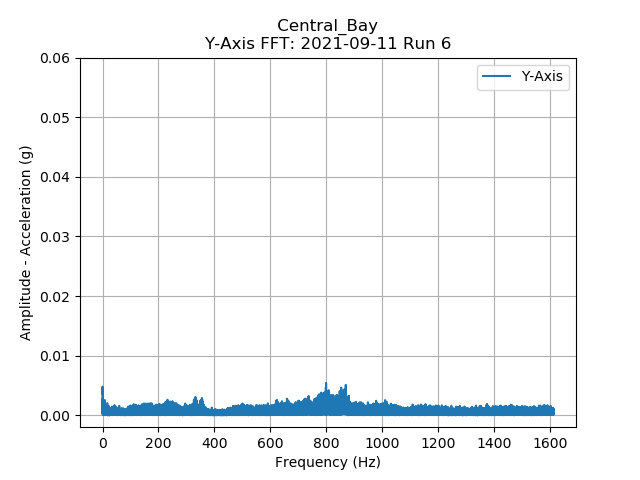 Central_Bay
Y-Axis FFT: 2021-09-11 Run 6
Y-Axis
0.06
0.05
0.04
0.03
0.02
0.01
0.00
Amplitude - Acceleration (g)
0 200 400 600 800 1000 1200 1400 1600
Frequency (Hz)